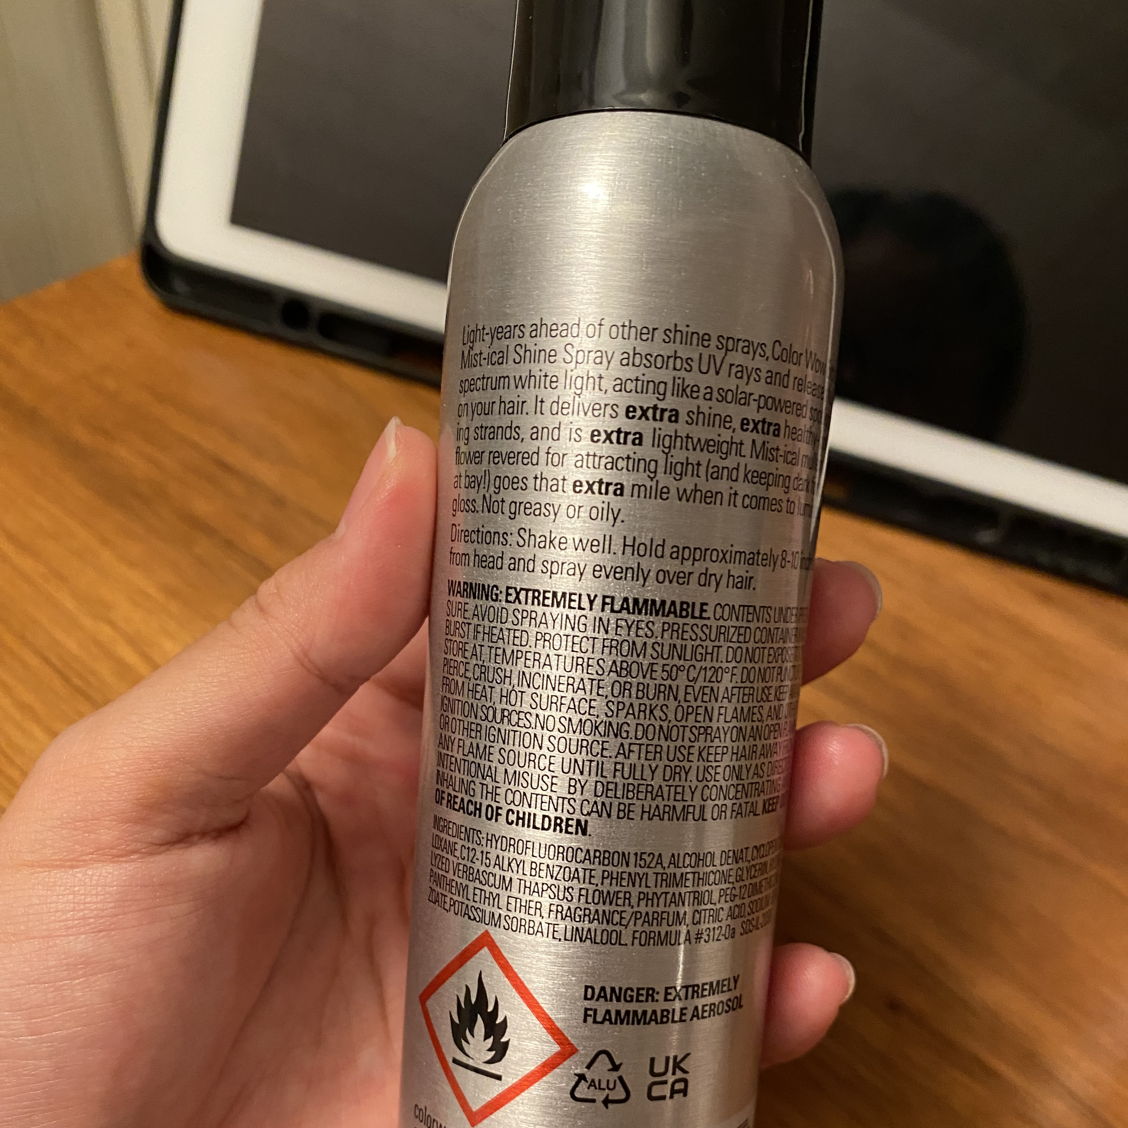 Light-years ahead of other shine sprays, Color Wow
Mist-ical Shine Spray absorbs UV rays and release
spectrum white light, acting like a solar-powered
on your hair. It delivers extra shine, extra
ing strands, and is extra lightweight. Mist-ical
flower revered for attracting light (and keeping
at bay!) goes that extra mile when it comes to
gloss. Not greasy or oily.
Directions: Shake well. Hold approximately 8-10
from head and spray evenly over dry hair.
WARNING: EXTREMELY FLAMMABLE. CONTENTS UNDER
SURE. AVOID SPRAYING IN EYES. PRESSURIZED CONTAINER
BURST IF HEATED. PROTECT FROM SUNLIGHT. DO NOT EXPOSE
STORE AT TEMPERATURES ABOVE 50°C/120°F. DO NOT
PIERCE, CRUSH, INCINERATE, OR BURN, EVEN AFTER USE. KEEP
FROM HEAT, HOT SURFACE, SPARKS, OPEN FLAMES, AND
IGNITION SOURCES. NO SMOKING. DO NOT SPRAY ON AN OPEN
OR OTHER IGNITION SOURCE. AFTER USE KEEP HAIR AWAY
ANY FLAME SOURCE UNTIL FULLY DRY. USE ONLY AS
INTENTIONAL MISUSE BY DELIBERATELY CONCENTRATING
INHALING THE CONTENTS CAN BE HARMFUL OR FATAL. KEEP
OF REACH OF CHILDREN.
INGREDIENTS: HYDROFLUOROCARBON 152A, ALCOHOL DENAT,
LOXANE, C12-15 ALKYL BENZOATE, PHENYL TRIMETHICONE, GLYCERIN,
LYZED VERBASCUM THAPSUS FLOWER, PHYTANTRIOL, PEG-12
PANTHENYL ETHYL ETHER, FRAGRANCE/PARFUM, CITRIC ACID,
ZOATE, POTASSIUM SORBATE, LINALOOL. FORMULA #312-0a
DANGER: EXTREMELY
FLAMMABLE AEROSOL
ALU
UK
CA